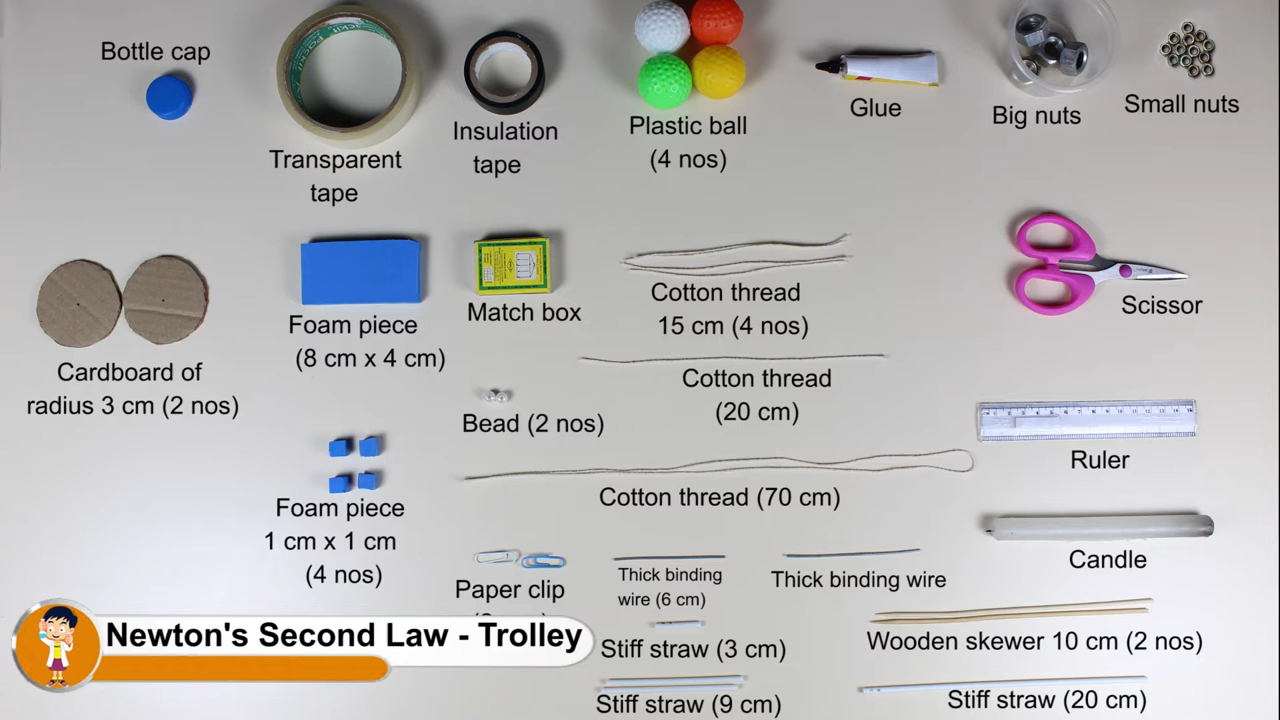 Bottle cap
Transparent
tape
Insulation
tape
Plastic ball
(4 nos)
Glue
Big nuts
Small nuts
Cardboard of
radius 3 cm (2 nos)
Foam piece
(8 cm x 4 cm)
Match box
Cotton thread
15 cm (4 nos)
Scissor
Cotton thread
(20 cm)
Bead (2 nos)
Ruler
Cotton thread (70 cm)
Foam piece
1 cm x 1 cm
(4 nos)
Paper clip
Thick binding
wire (6 cm)
Thick binding wire
Candle
Newton's Second Law - Trolley
Stiff straw (3 cm)
Wooden skewer 10 cm (2 nos)
Stiff straw (9 cm)
Stiff straw (20 cm)